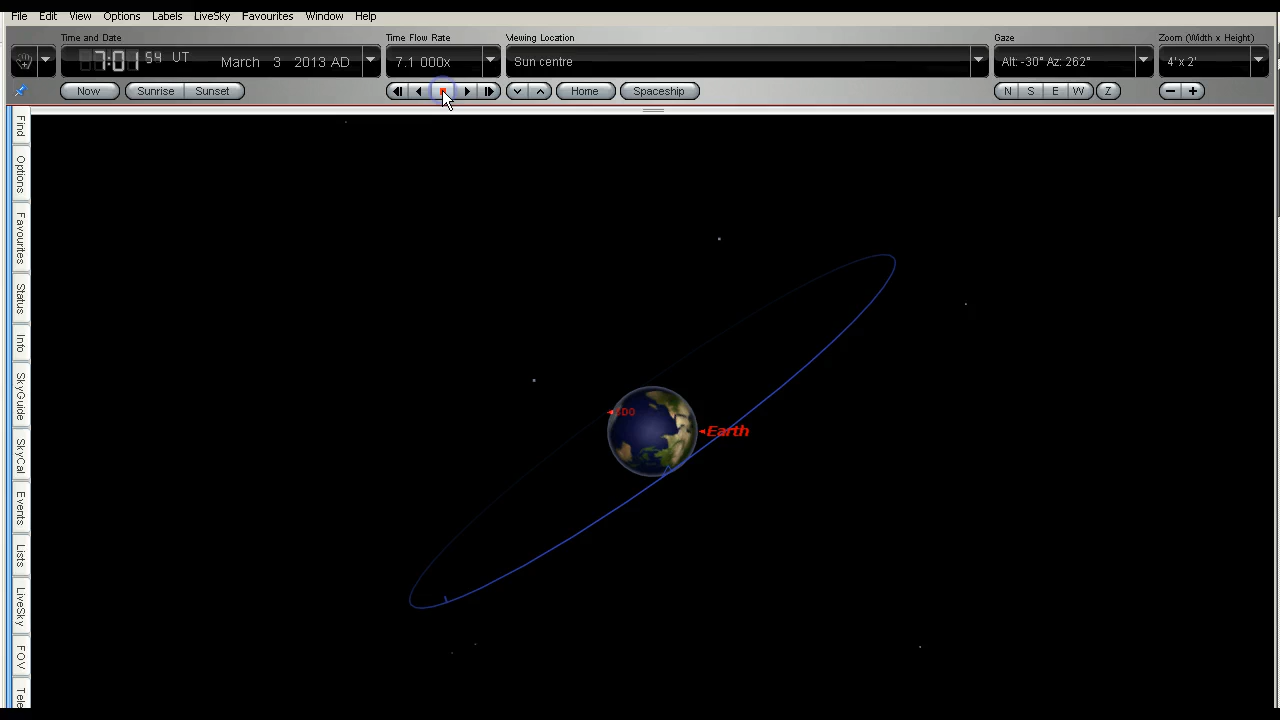 File Edit View Options Labels LiveSky Favourites Window Help
Time and Date Time Flow Rate Viewing Location Gaze Zoom (Width x Height)
7:01 54 UT March 3 2013 AD 7.1 000x Sun centre Alt: -30° Az: 262° 4' x 2'
Now Sunrise Sunset Home Spaceship N S E W Z
Find
Options
Favourites
Status
Info
SkyGuide
SkyCal
Events
Lists
LiveSky
FOV
Tele
SDO
Earth